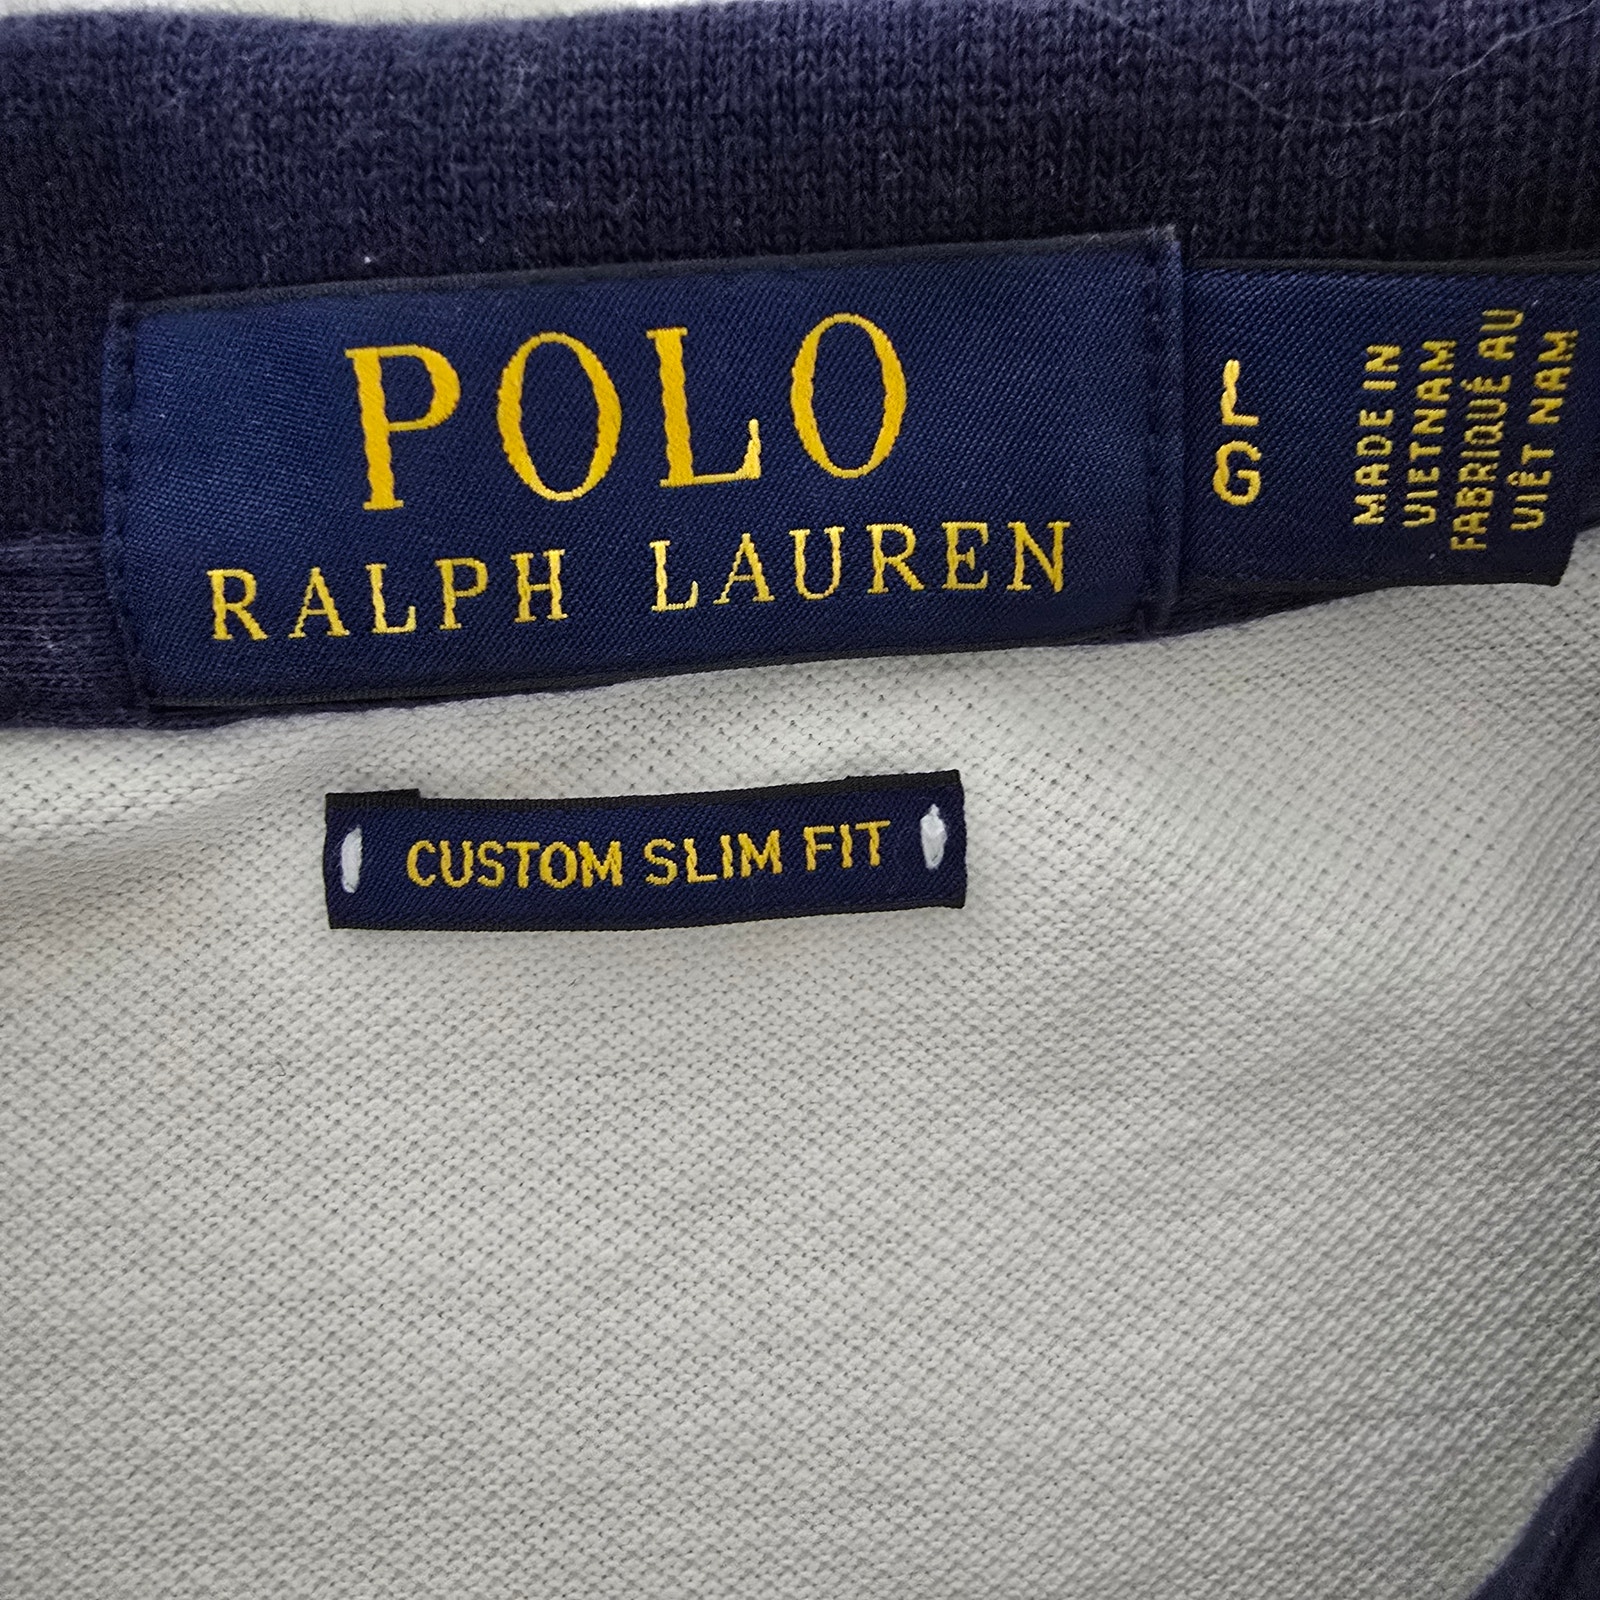 POLO
RALPH LAUREN
L
G
MADE IN
VIETNAM
FABRIQUÉ AU
VIÊT NAM
CUSTOM SLIM FIT